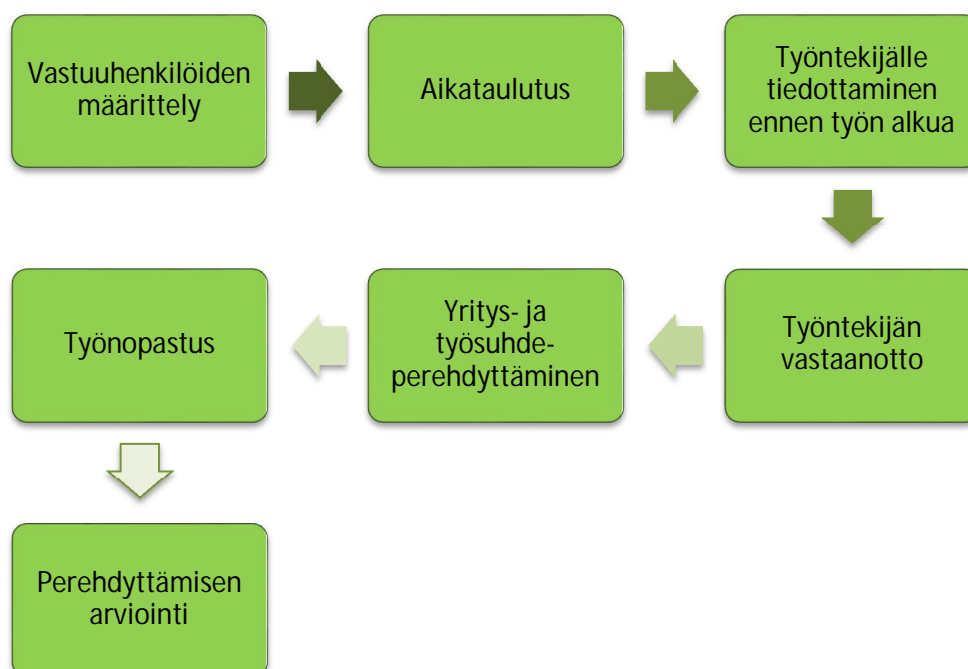 Vastuuhenkilöiden
määrittely
Aikataulutus
Työntekijälle
tiedottaminen
ennen työn alkua
Työntekijän
vastaanotto
Yritys- ja
työsuhde-
perehdyttäminen
Työnopastus
Perehdyttämisen
arviointi